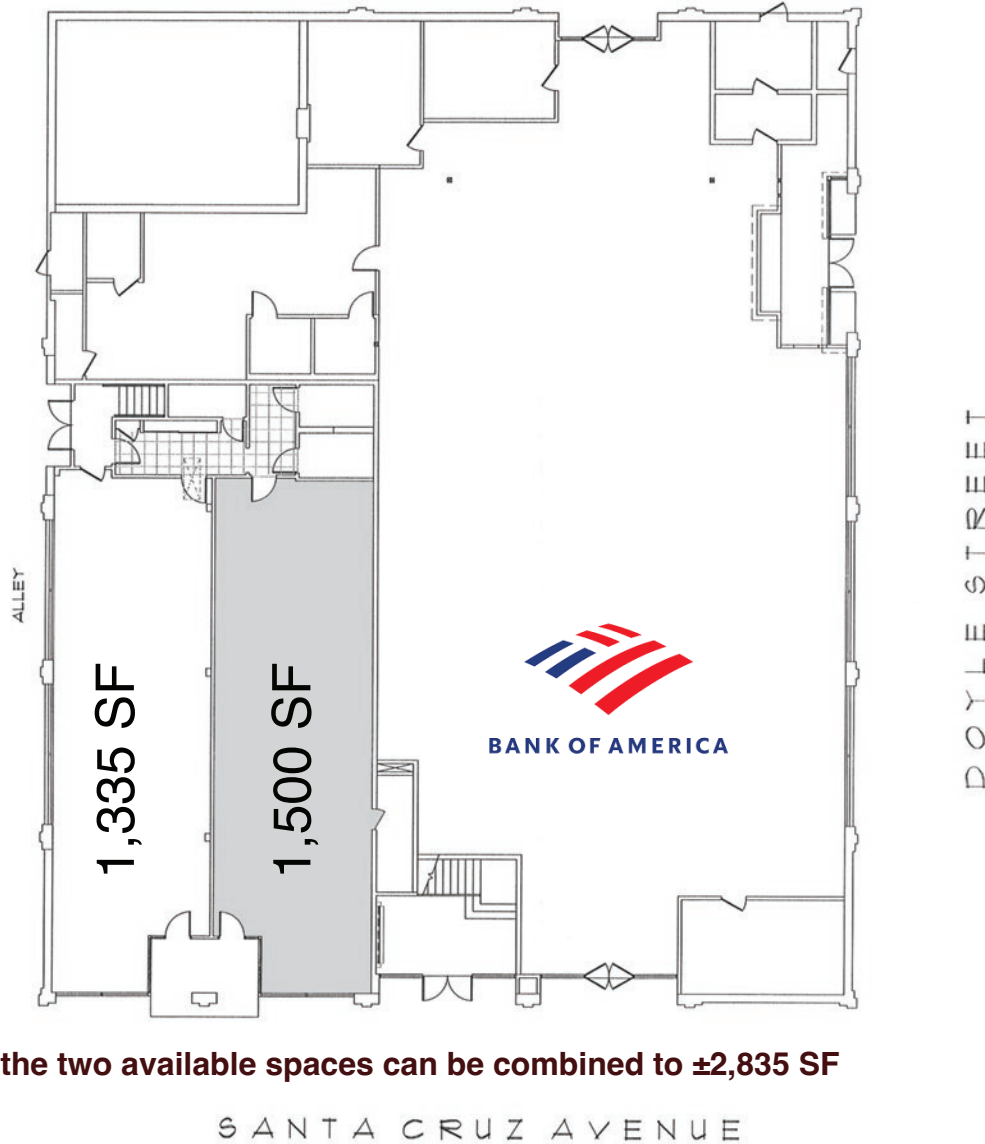 DOYLE STREET
ALLEY
1,335 SF
1,500 SF
BANK OF AMERICA
the two available spaces can be combined to ±2,835 SF
SANTA CRUZ AVENUE